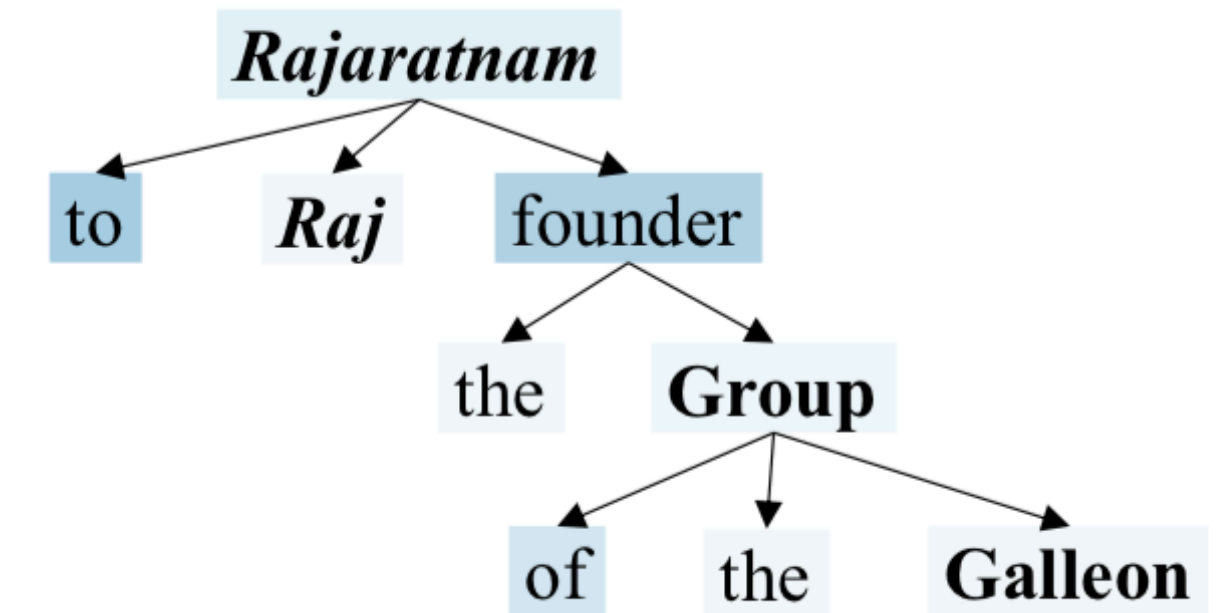 Rajaratnam
to Raj founder
the Group
of the Galleon